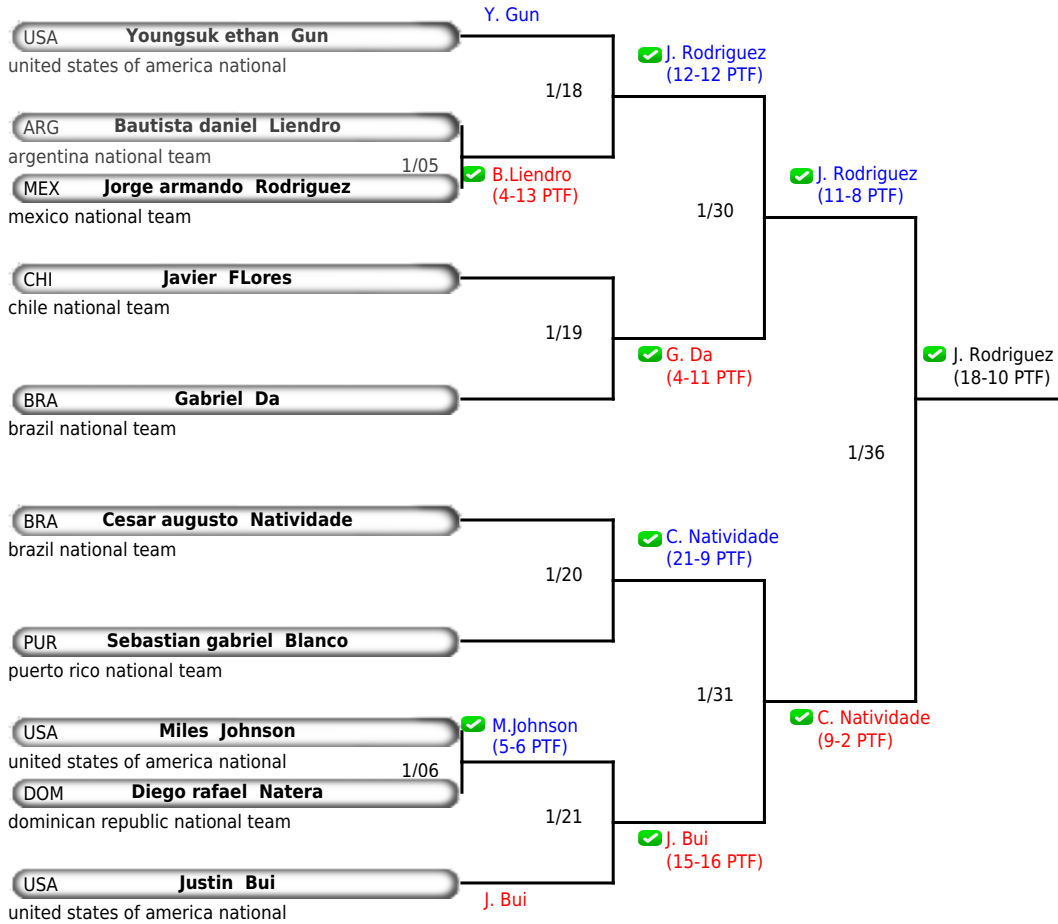 Y. Gun
USA Youngsuk ethan Gun
united states of america national
J. Rodriguez
(12-12 PTF)
1/18
ARG Bautista daniel Liendro
argentina national team
1/05
B.Liendro
(4-13 PTF)
MEX Jorge armando Rodriguez
mexico national team
J. Rodriguez
(11-8 PTF)
1/30
CHI Javier FLores
chile national team
1/19
G. Da
(4-11 PTF)
J. Rodriguez
(18-10 PTF)
BRA Gabriel Da
brazil national team
1/36
BRA Cesar augusto Natividade
brazil national team
C. Natividade
(21-9 PTF)
1/20
PUR Sebastian gabriel Blanco
puerto rico national team
1/31
C. Natividade
(9-2 PTF)
USA Miles Johnson
united states of america national
M.Johnson
(5-6 PTF)
1/06
DOM Diego rafael Natera
dominican republic national team
1/21
J. Bui
(15-16 PTF)
USA Justin Bui
united states of america national
J. Bui